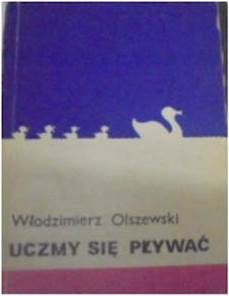 Włodzimierz Olszewski
UCZMY SIĘ PŁYWAĆ